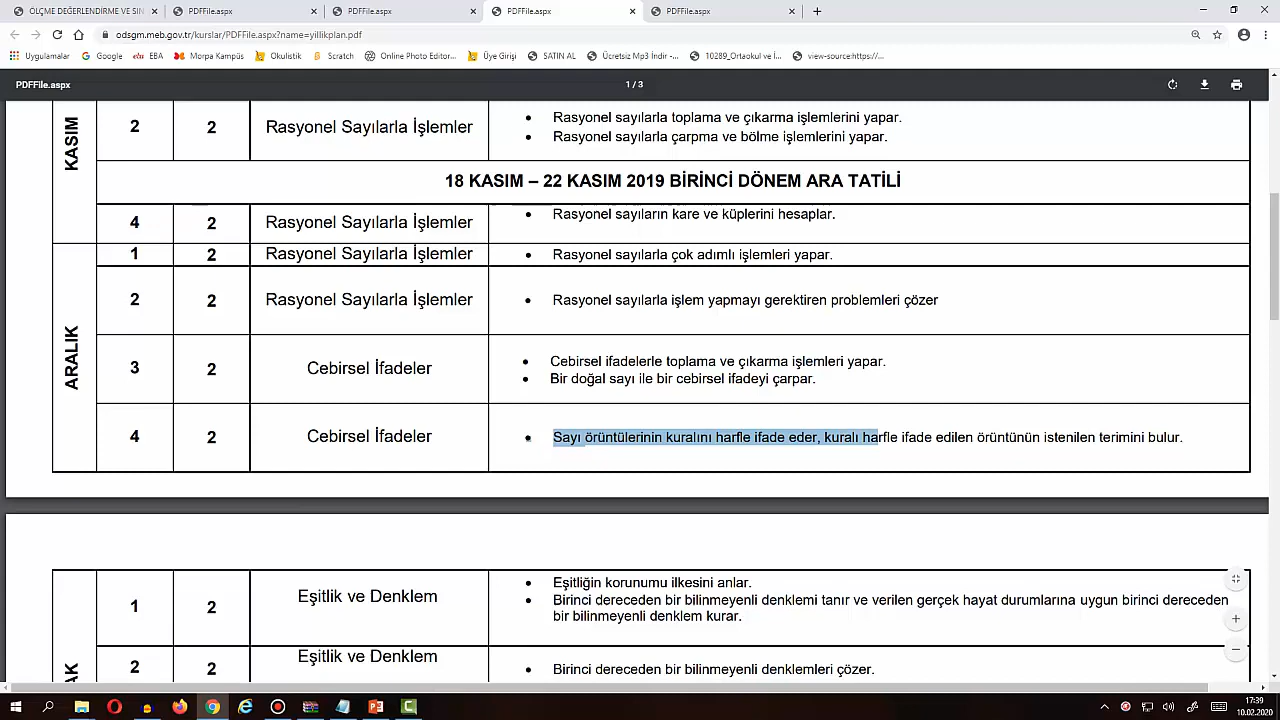 ÖLÇME DEĞERLENDİRME VE SIN
PDFFile.aspx
PDFFile.aspx
PDFFile.aspx
PDFFile.aspx
odsgm.meb.gov.tr/kurslar/PDFFile.aspx?name=yillikplan.pdf
Uygulamalar
Google
EBA
Morpa Kampüs
Okulistik
Scratch
Online Photo Editor...
Üye Girişi
SATIN AL
Ücretsiz Mp3 İndir -...
10289_Ortaokul ve İ...
view-source:https://...
PDFFile.aspx
1 / 3
KASIM
2
2
Rasyonel Sayılarla İşlemler
• Rasyonel sayılarla toplama ve çıkarma işlemlerini yapar.
• Rasyonel sayılarla çarpma ve bölme işlemlerini yapar.
18 KASIM – 22 KASIM 2019 BİRİNCİ DÖNEM ARA TATİLİ
4
2
Rasyonel Sayılarla İşlemler
• Rasyonel sayıların kare ve küplerini hesaplar.
ARALIK
1
2
Rasyonel Sayılarla İşlemler
• Rasyonel sayılarla çok adımlı işlemleri yapar.
2
2
Rasyonel Sayılarla İşlemler
• Rasyonel sayılarla işlem yapmayı gerektiren problemleri çözer
3
2
Cebirsel İfadeler
• Cebirsel ifadelerle toplama ve çıkarma işlemleri yapar.
• Bir doğal sayı ile bir cebirsel ifadeyi çarpar.
4
2
Cebirsel İfadeler
• Sayı örüntülerinin kuralını harfle ifade eder, kuralı harfle ifade edilen örüntünün istenilen terimini bulur.
AK
1
2
Eşitlik ve Denklem
• Eşitliğin korunumu ilkesini anlar.
• Birinci dereceden bir bilinmeyenli denklemi tanır ve verilen gerçek hayat durumlarına uygun birinci dereceden
bir bilinmeyenli denklem kurar.
2
2
Eşitlik ve Denklem
• Birinci dereceden bir bilinmeyenli denklemleri çözer.
17:39
10.02.2020